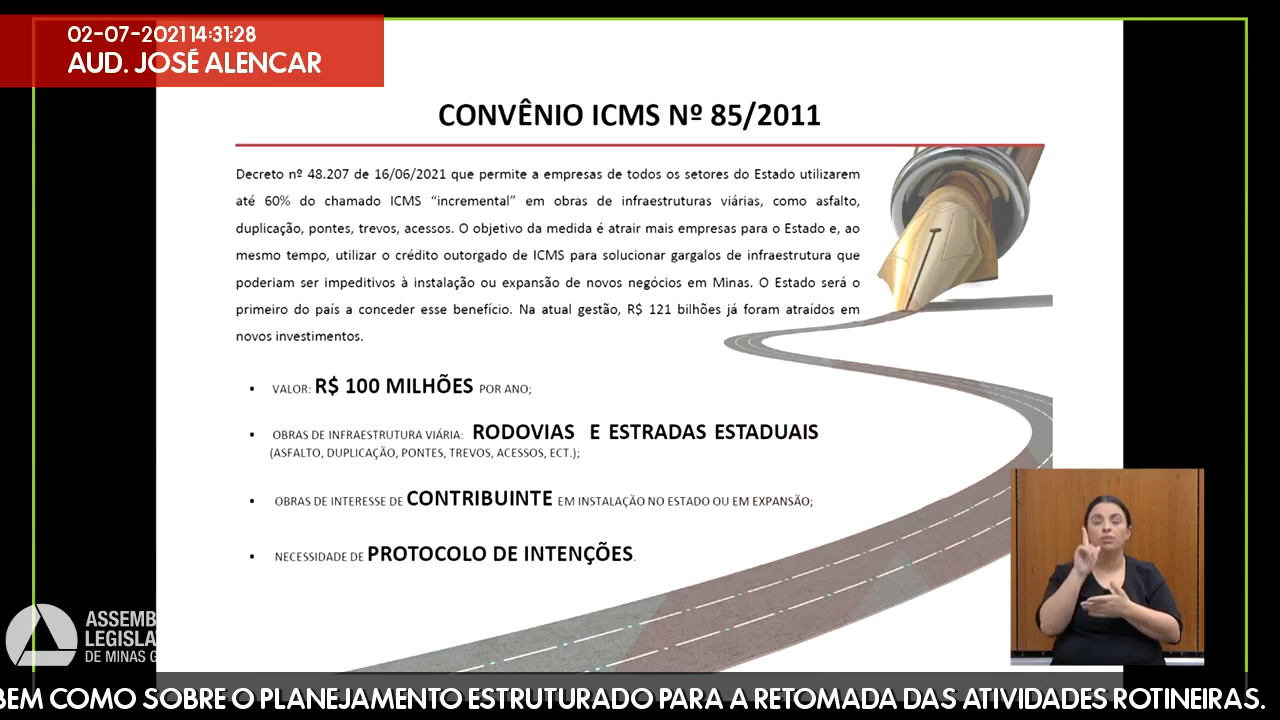 02-07-2021 14:31:28
AUD. JOSÉ ALENCAR
CONVÊNIO ICMS Nº 85/2011
Decreto nº 48.207 de 16/06/2021 que permite a empresas de todos os setores do Estado utilizarem
até 60% do chamado ICMS “incremental” em obras de infraestruturas viárias, como asfalto,
duplicação, pontes, trevos, acessos. O objetivo da medida é atrair mais empresas para o Estado e, ao
mesmo tempo, utilizar o crédito outorgado de ICMS para solucionar gargalos de infraestrutura que
poderiam ser impeditivos à instalação ou expansão de novos negócios em Minas. O Estado será o
primeiro do país a conceder esse benefício. Na atual gestão, R$ 121 bilhões já foram atraídos em
novos investimentos.
▪ VALOR: R$ 100 MILHÕES POR ANO;
▪ OBRAS DE INFRAESTRUTURA VIÁRIA: RODOVIAS E ESTRADAS ESTADUAIS
(ASFALTO, DUPLICAÇÃO, PONTES, TREVOS, ACESSOS, ECT.);
▪ OBRAS DE INTERESSE DE CONTRIBUINTE EM INSTALAÇÃO NO ESTADO OU EM EXPANSÃO;
▪ NECESSIDADE DE PROTOCOLO DE INTENÇÕES.
ASSEMB
LEGISLA
DE MINAS G
BEM COMO SOBRE O PLANEJAMENTO ESTRUTURADO PARA A RETOMADA DAS ATIVIDADES ROTINEIRAS.